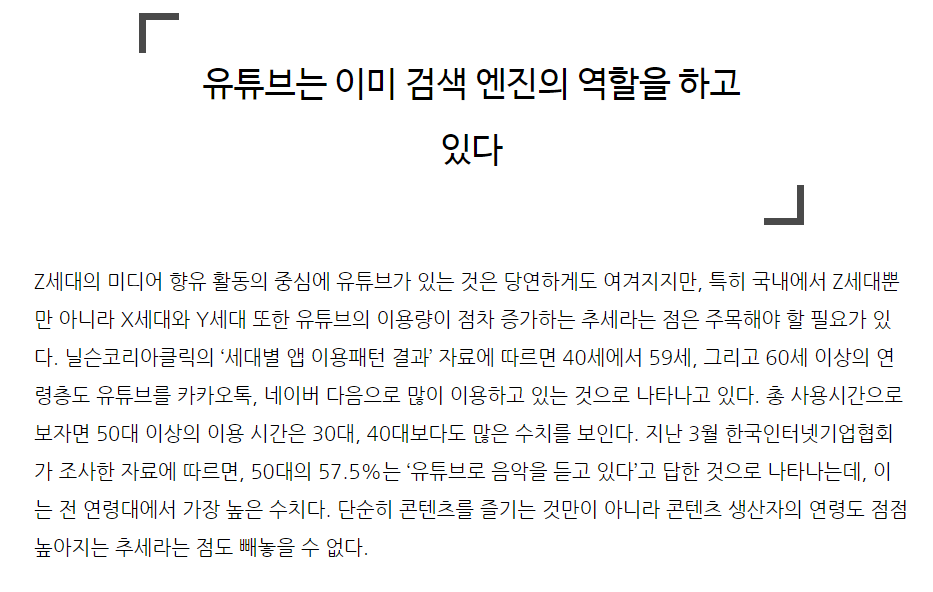 유튜브는 이미 검색 엔진의 역할을 하고
있다
Z세대의 미디어 향유 활동의 중심에 유튜브가 있는 것은 당연하게도 여겨지지만, 특히 국내에서 Z세대뿐
만 아니라 X세대와 Y세대 또한 유튜브의 이용량이 점차 증가하는 추세라는 점은 주목해야 할 필요가 있
다. 닐슨코리아클릭의 ‘세대별 앱 이용패턴 결과’ 자료에 따르면 40세에서 59세, 그리고 60세 이상의 연
령층도 유튜브를 카카오톡, 네이버 다음으로 많이 이용하고 있는 것으로 나타나고 있다. 총 사용시간으로
보자면 50대 이상의 이용 시간은 30대, 40대보다도 많은 수치를 보인다. 지난 3월 한국인터넷기업협회
가 조사한 자료에 따르면, 50대의 57.5%는 ‘유튜브로 음악을 듣고 있다’고 답한 것으로 나타나는데, 이
는 전 연령대에서 가장 높은 수치다. 단순히 콘텐츠를 즐기는 것만이 아니라 콘텐츠 생산자의 연령도 점점
높아지는 추세라는 점도 빼놓을 수 없다.